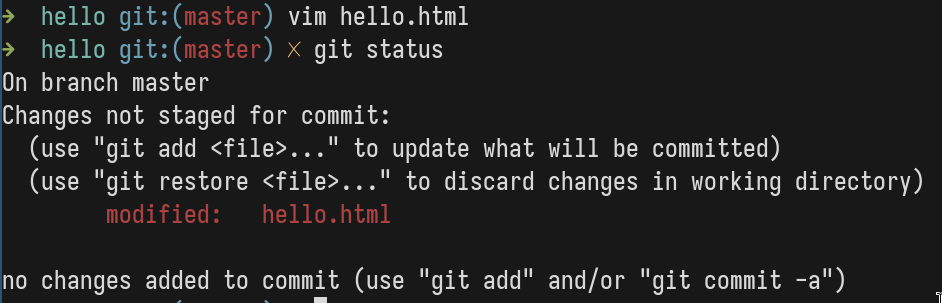 ➜  hello git:(master) vim hello.html
➜  hello git:(master) ✗ git status
On branch master
Changes not staged for commit:
  (use "git add <file>..." to update what will be committed)
  (use "git restore <file>..." to discard changes in working directory)
        modified:   hello.html

no changes added to commit (use "git add" and/or "git commit -a")